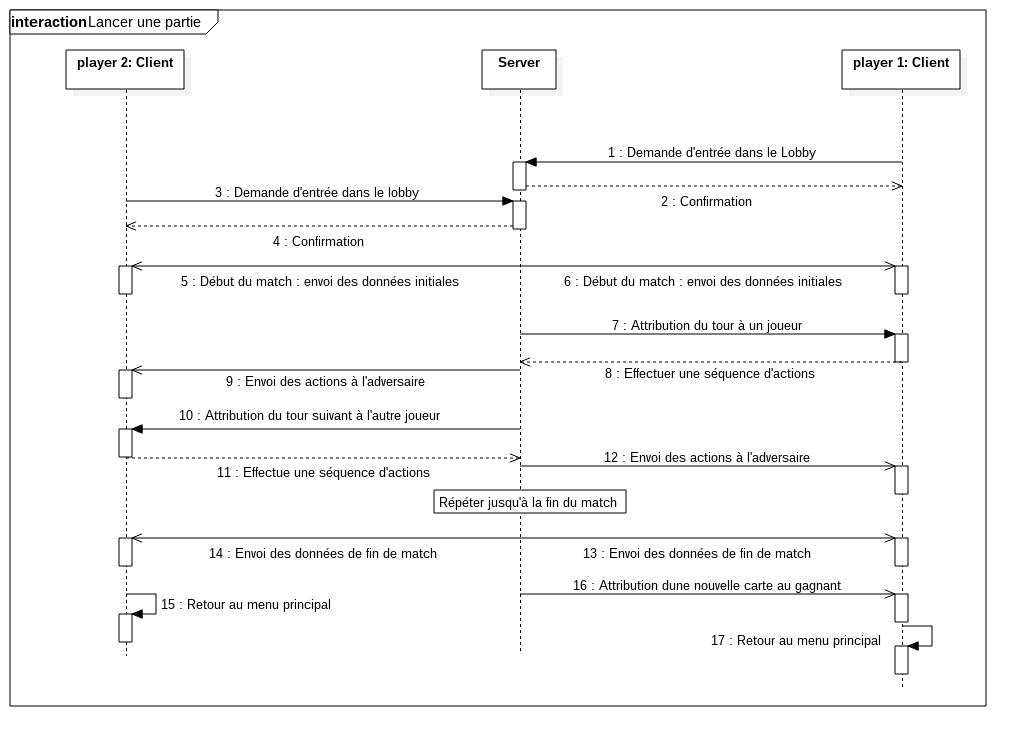 interaction Lancer une partie
player 2: Client
Server
player 1: Client
1 : Demande d'entrée dans le Lobby
2 : Confirmation
3 : Demande d'entrée dans le lobby
4 : Confirmation
5 : Début du match : envoi des données initiales
6 : Début du match : envoi des données initiales
7 : Attribution du tour à un joueur
8 : Effectuer une séquence d'actions
9 : Envoi des actions à l'adversaire
10 : Attribution du tour suivant à l'autre joueur
11 : Effectue une séquence d'actions
12 : Envoi des actions à l'adversaire
Répéter jusqu'à la fin du match
14 : Envoi des données de fin de match
13 : Envoi des données de fin de match
16 : Attribution dune nouvelle carte au gagnant
15 : Retour au menu principal
17 : Retour au menu principal